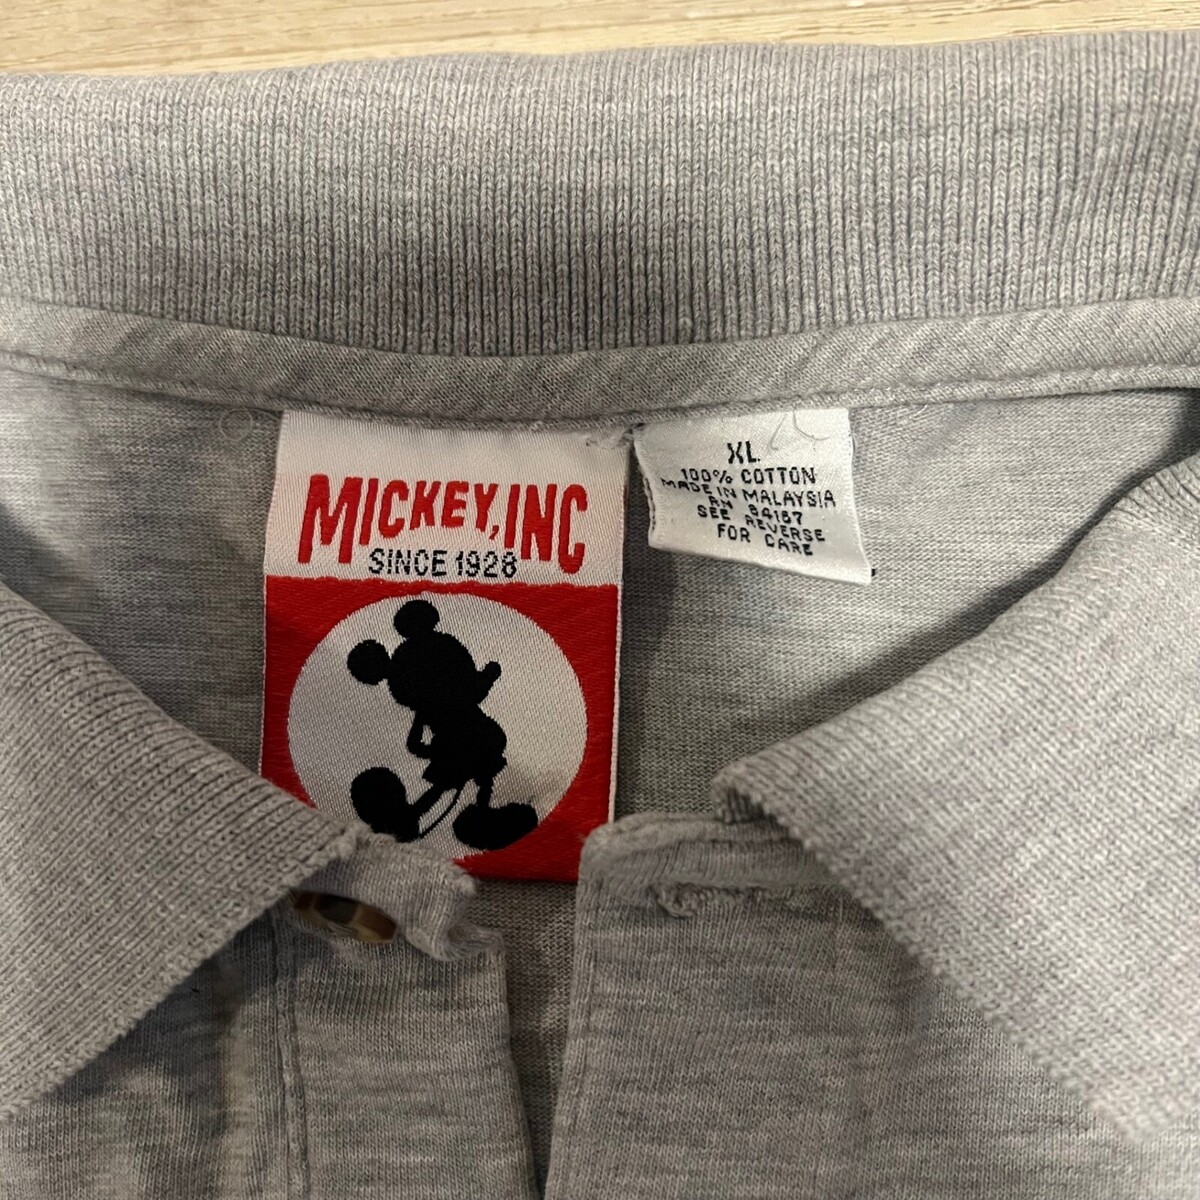 MICKEY, INC
SINCE 1928
XL
100% COTTON
MADE IN MALAYSIA
RN 84187
SEE REVERSE
FOR CARE